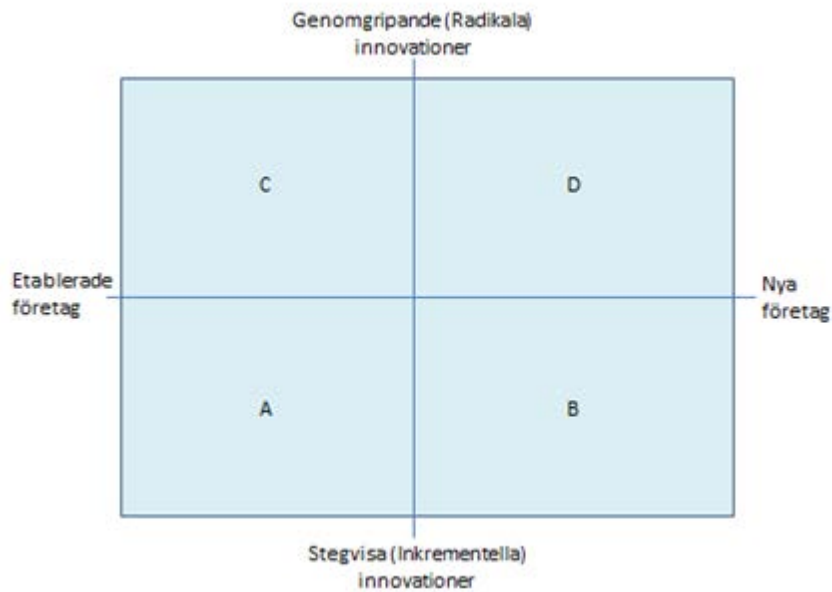 Genomgripande (Radikala)
innovationer
C
D
Etablerade
företag
Nya
företag
A
B
Stegvisa (Inkrementella)
innovationer